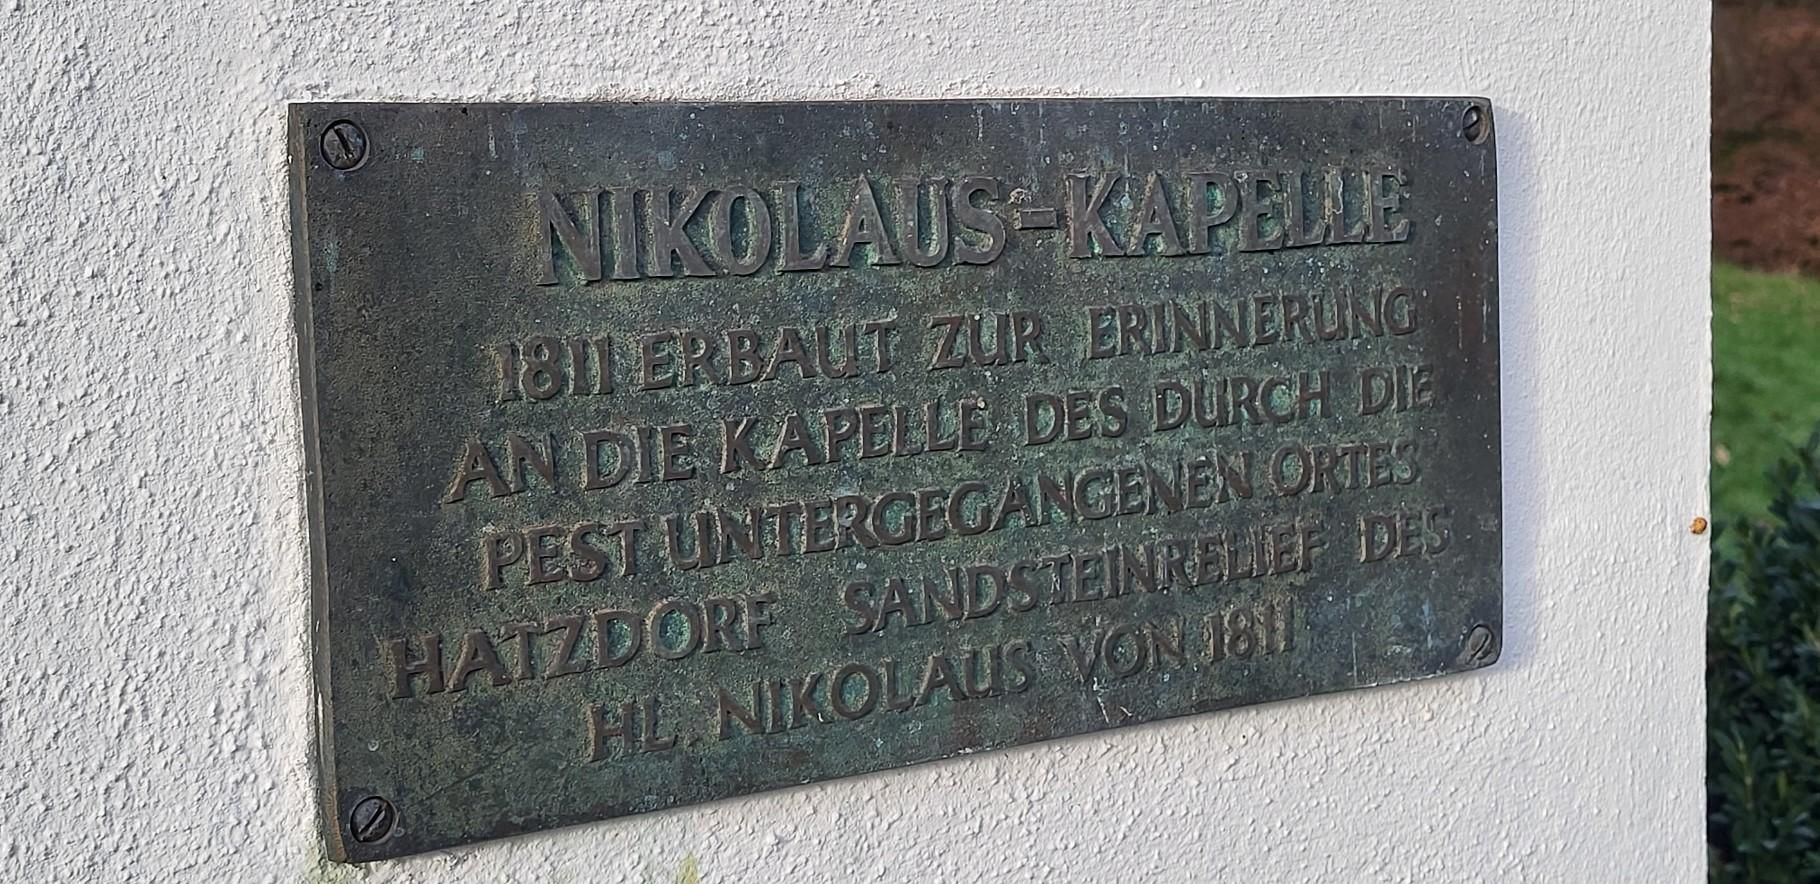 NIKOLAUS-KAPELLE
1811 ERBAUT ZUR ERINNERUNG
AN DIE KAPELLE DES DURCH DIE
PEST UNTERGEGANGENEN ORTES
HATZDORF SANDSTEINRELIEF DES
HL. NIKOLAUS VON 1811